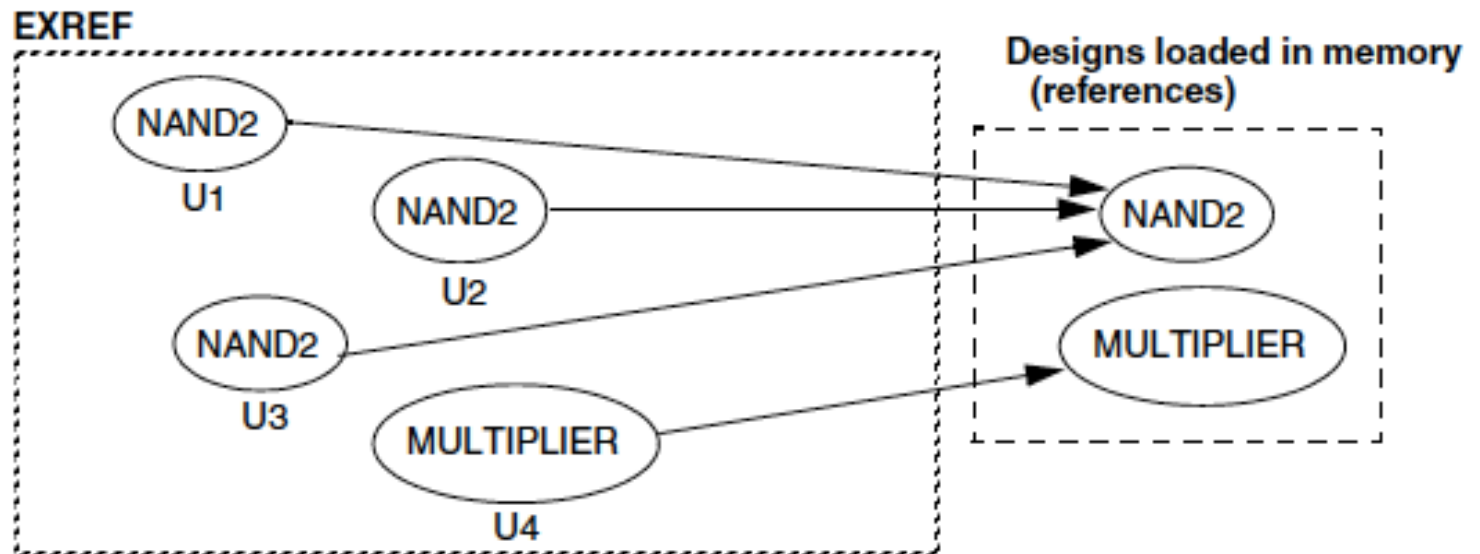 EXREF
Designs loaded in memory
(references)
NAND2
U1
NAND2
U2
NAND2
NAND2
U3
MULTIPLIER
MULTIPLIER
U4